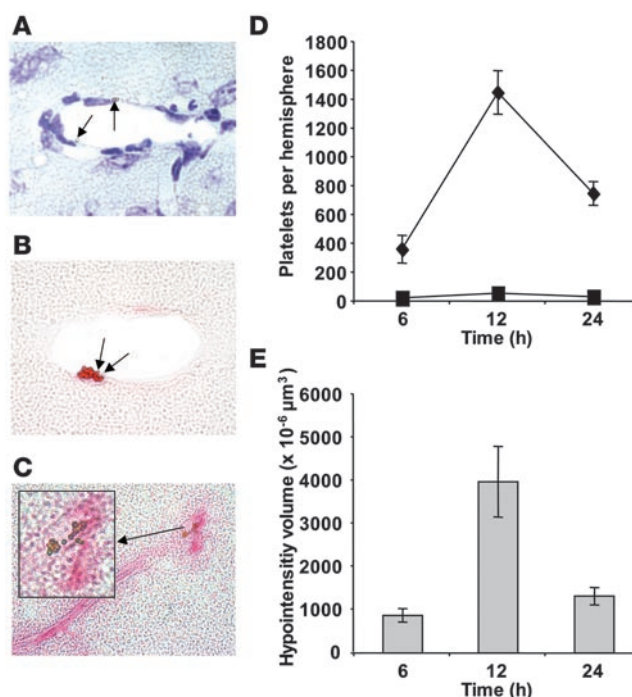 A
B
C
D
Platelets per hemisphere
1800
1600
1400
1200
1000
800
600
400
200
0
6 12 24
Time (h)
E
Hypointensitiy volume (x 10⁻⁶ µm³)
6000
5000
4000
3000
2000
1000
0
6 12 24
Time (h)